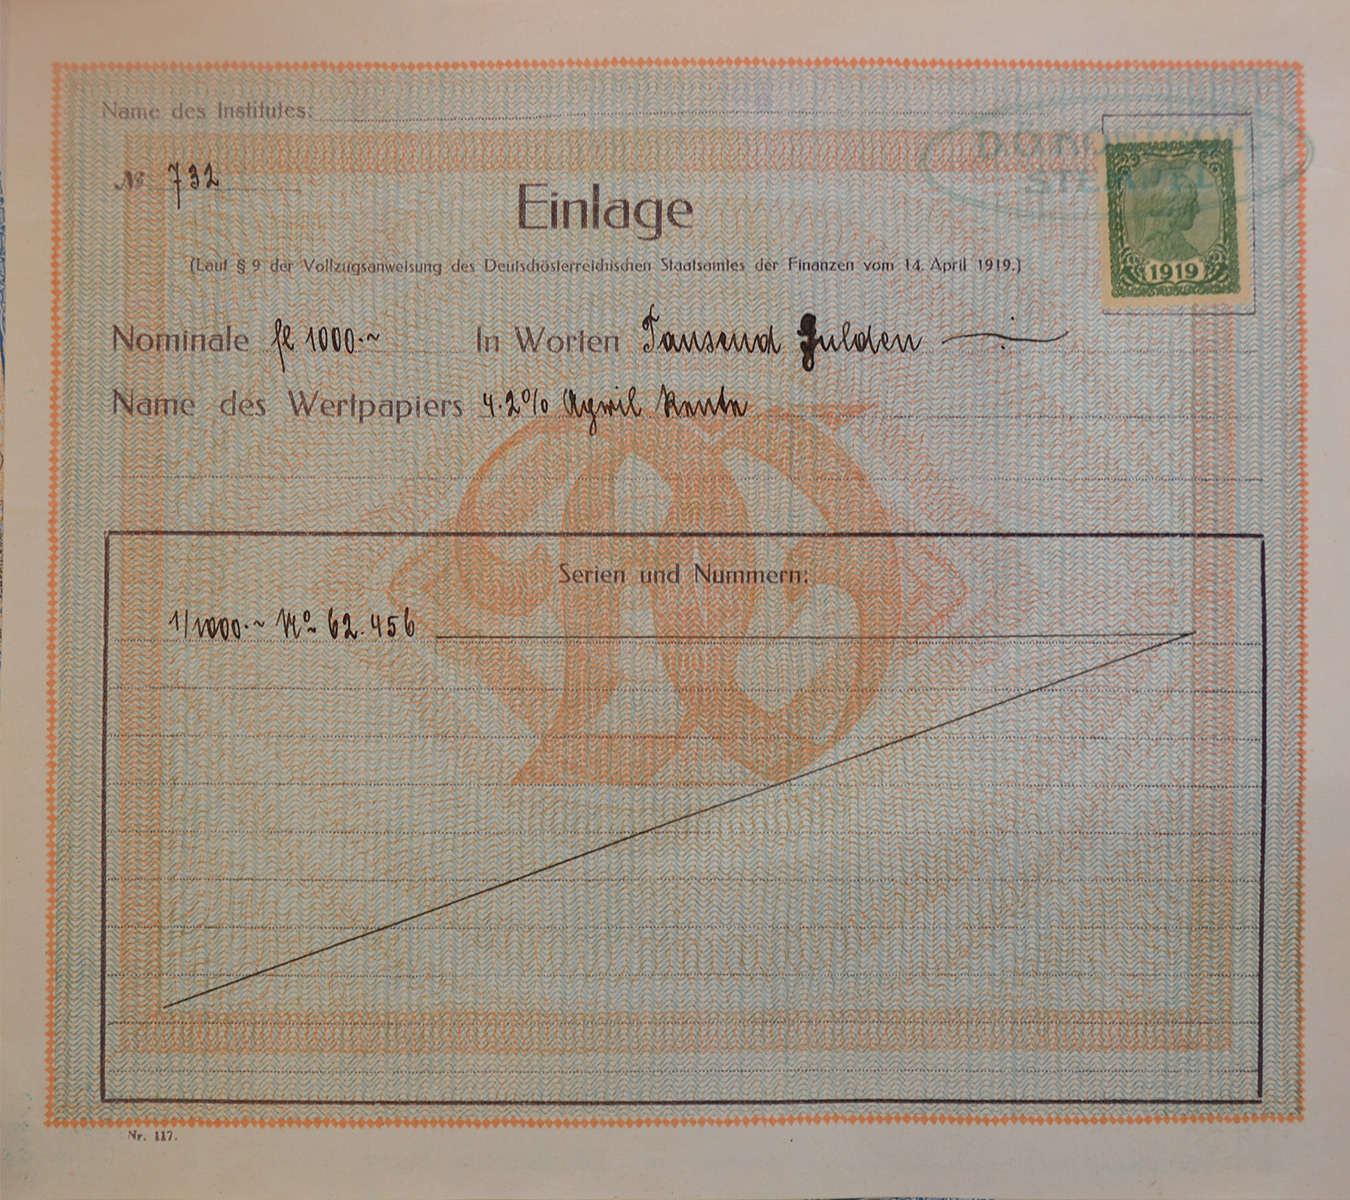 Name des Institutes:
№ 732
Einlage
(Laut § 9 der Vollzugsanweisung des Deutschösterreichischen Staatsamtes der Finanzen vom 14. April 1919.)
1919
Nominale fl 1000.~ In Worten Tausend Gulden
Name des Wertpapiers 4.2% April Rente
Serien und Nummern:
1/1000.~ No 62.456
Nr. 117.